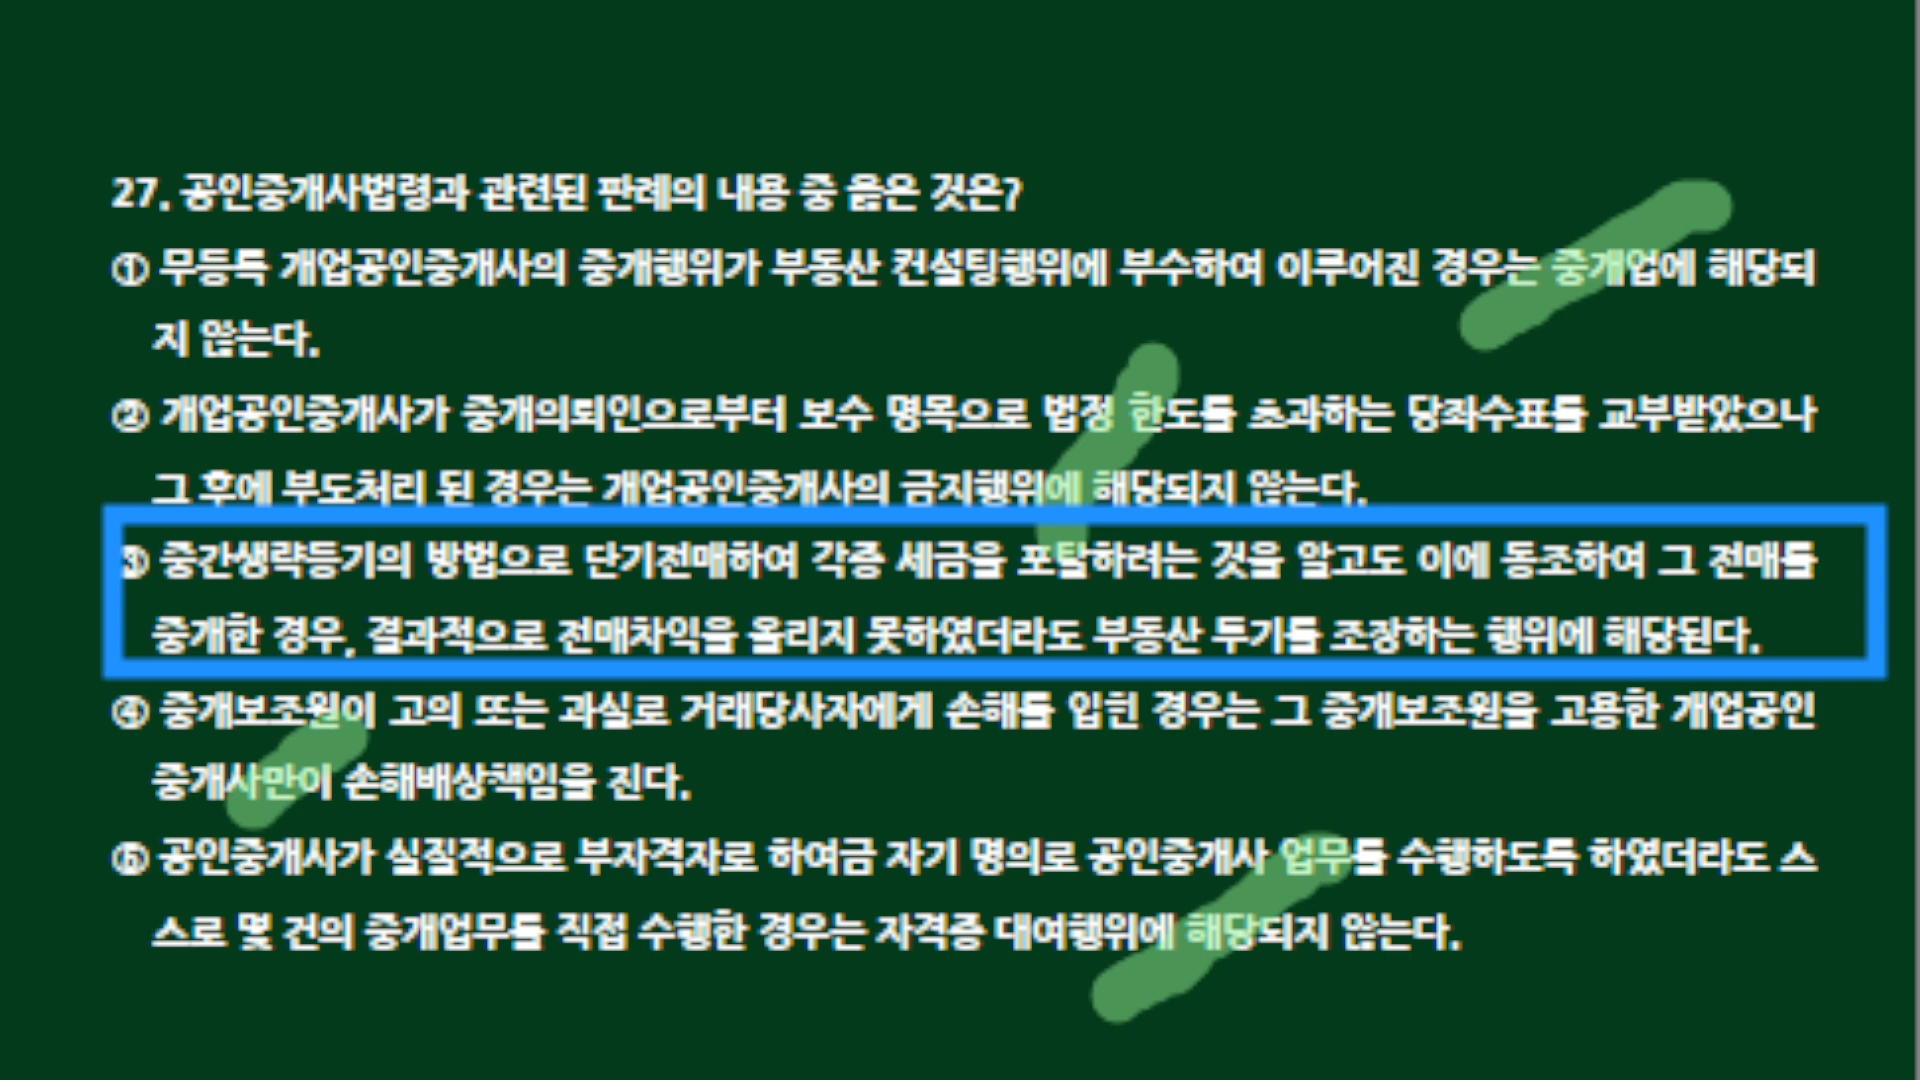 27. 공인중개사법령과 관련된 판례의 내용 중 옳은 것은?
① 무등록 개업공인중개사의 중개행위가 부동산 컨설팅행위에 부수하여 이루어진 경우는 중개업에 해당되
지 않는다.
② 개업공인중개사가 중개의뢰인으로부터 보수 명목으로 법정 한도를 초과하는 당좌수표를 교부받았으나
그 후에 부도처리 된 경우는 개업공인중개사의 금지행위에 해당되지 않는다.
③ 중간생략등기의 방법으로 단기전매하여 각종 세금을 포탈하려는 것을 알고도 이에 동조하여 그 전매를
중개한 경우, 결과적으로 전매차익을 올리지 못하였더라도 부동산 투기를 조장하는 행위에 해당된다.
④ 중개보조원이 고의 또는 과실로 거래당사자에게 손해를 입힌 경우는 그 중개보조원을 고용한 개업공인
중개사만이 손해배상책임을 진다.
⑤ 공인중개사가 실질적으로 무자격자로 하여금 자기 명의로 공인중개사 업무를 수행하도록 하였더라도 스
스로 몇 건의 중개업무를 직접 수행한 경우는 자격증 대여행위에 해당되지 않는다.